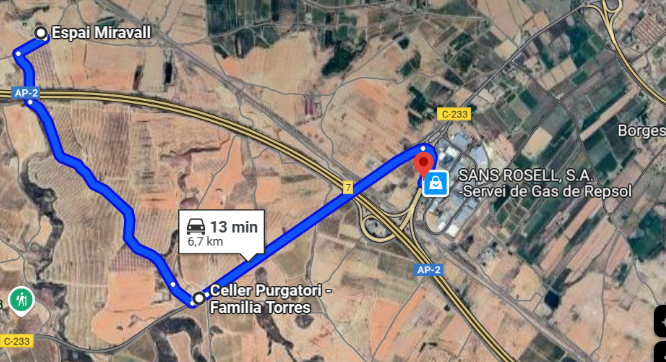 Espai Miravall
AP-2
C-233
Borges
SANS ROSELL, S.A.
-Servei de Gas de Repsol
7
13 min
6,7 km
AP-2
Celler Purgatori -
Familia Torres
C-233